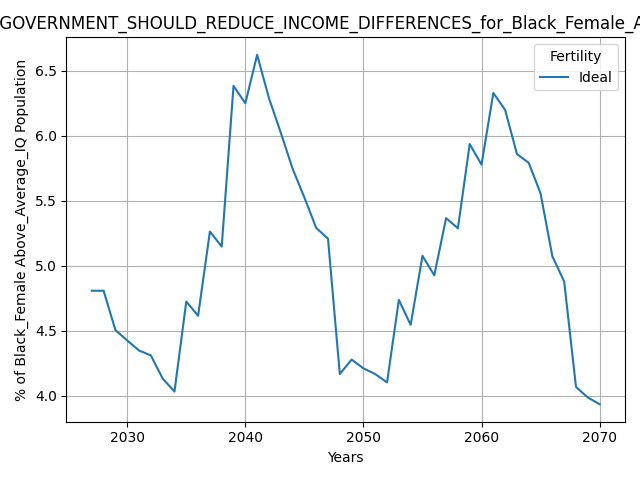 GOVERNMENT_SHOULD_REDUCE_INCOME_DIFFERENCES_for_Black_Female_A
% of Black_Female Above_Average_IQ Population
6.5
6.0
5.5
5.0
4.5
4.0
Fertility
Ideal
2030
2040
2050
2060
2070
Years